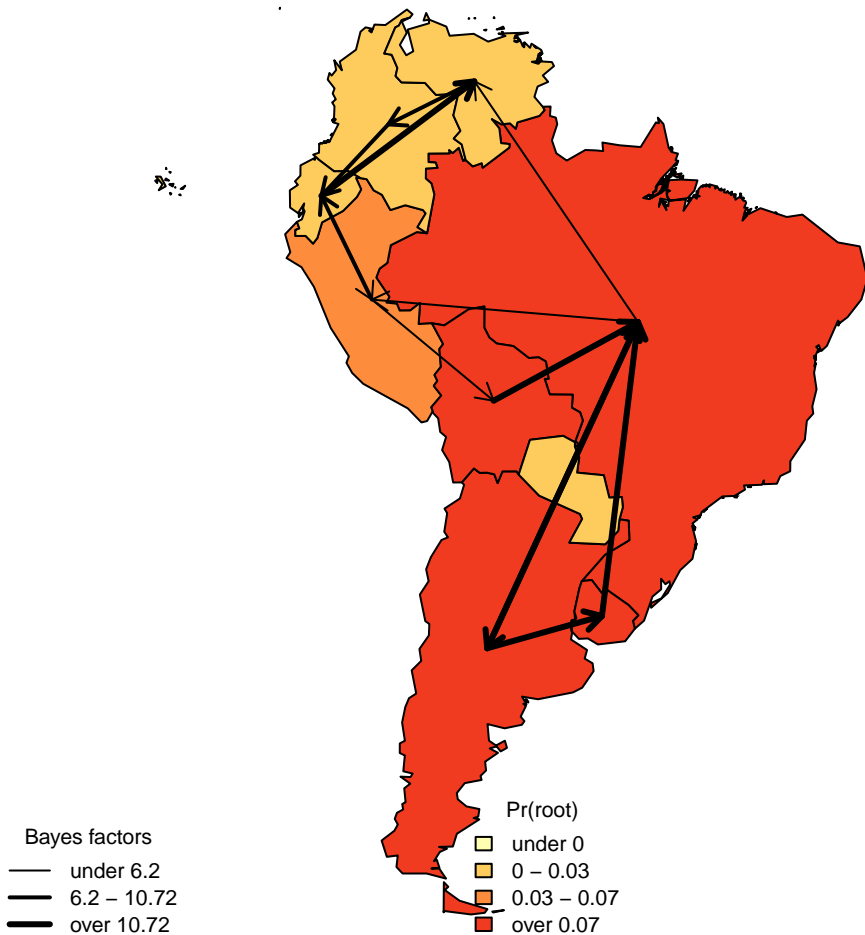 Bayes factors
under 6.2
6.2 – 10.72
over 10.72
Pr(root)
under 0
0 – 0.03
0.03 – 0.07
over 0.07